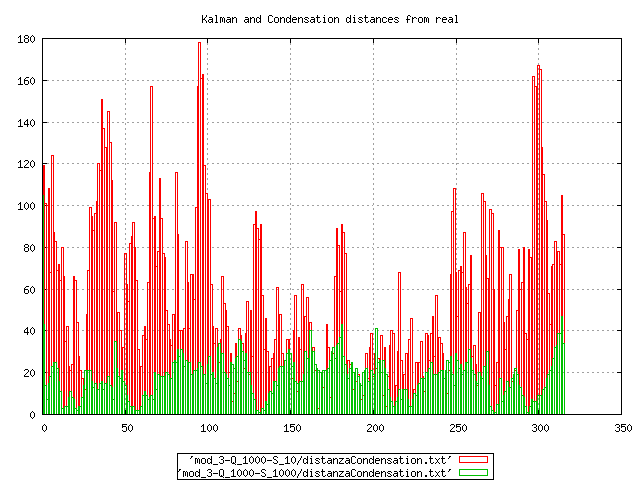 Kalman and Condensation distances from real
180
160
140
120
100
80
60
40
20
0
0 50 100 150 200 250 300 350
'mod_3-Q_1000-S_10/distanzaCondensation.txt'
'mod_3-Q_1000-S_1000/distanzaCondensation.txt'